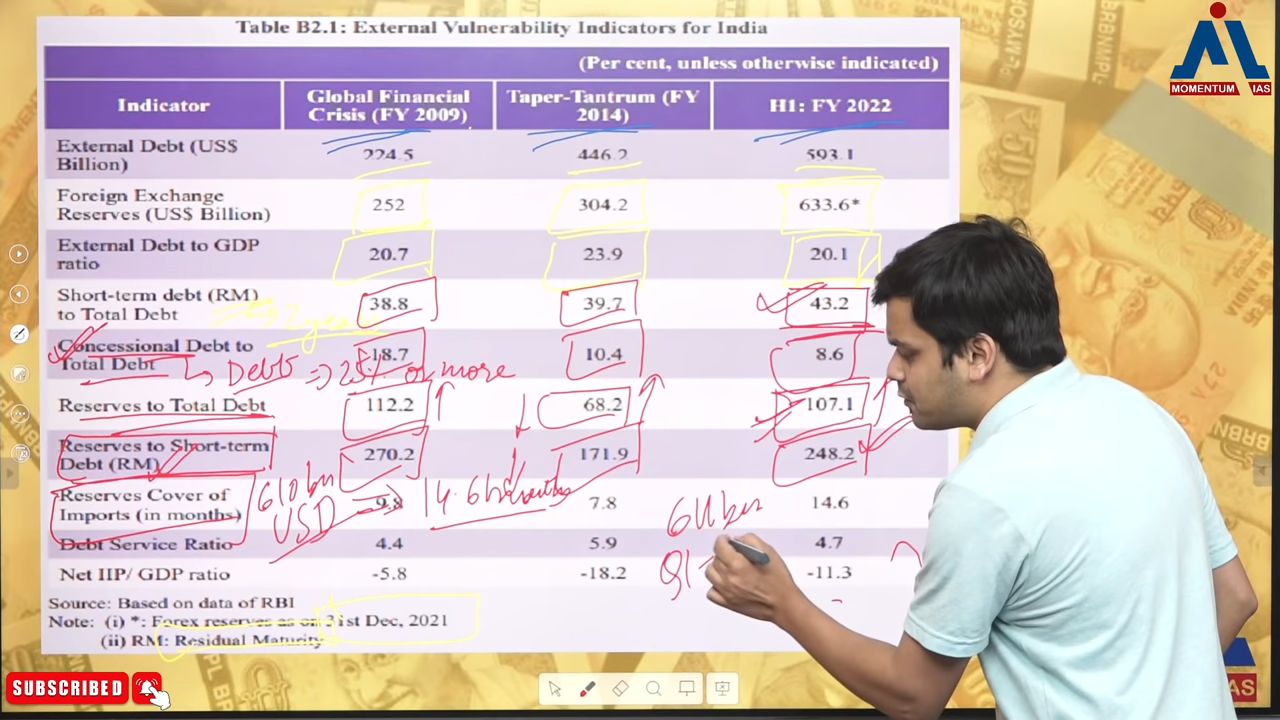 Table B2.1: External Vulnerability Indicators for India
(Per cent, unless otherwise indicated)
Indicator
Global Financial Crisis (FY 2009)
Taper-Tantrum (FY 2014)
H1: FY 2022
External Debt (US$ Billion)
224.5
446.2
593.1
Foreign Exchange Reserves (US$ Billion)
252
304.2
633.6*
External Debt to GDP ratio
20.7
23.9
20.1
Short-term debt (RM) to Total Debt
38.8
39.7
43.2
Concessional Debt to Total Debt
18.7
10.4
8.6
Debts => 25% or more
Reserves to Total Debt
112.2
68.2
107.1
Reserves to Short-term Debt (RM)
270.2
171.9
248.2
Reserves Cover of Imports (in months)
9.8
7.8
14.6
USD
14.6
Debt Service Ratio
4.4
5.9
4.7
Net IIP/ GDP ratio
-5.8
-18.2
-11.3
Source: Based on data of RBI
Note: (i) *: Forex reserves as on 31st Dec, 2021
(ii) RM: Residual Maturity
MOMENTUM IAS
SUBSCRIBED
IAS